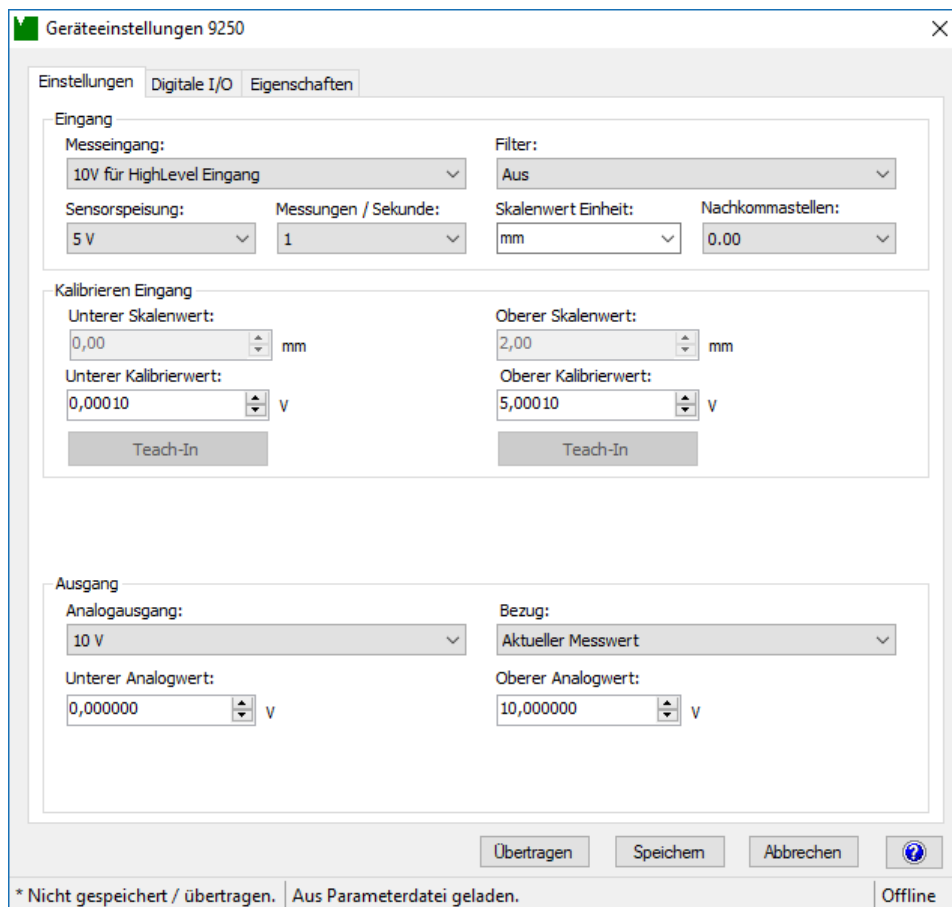 Geräteeinstellungen 9250
Einstellungen Digitale I/O Eigenschaften
Eingang
Messeingang: Filter:
10V für HighLevel Eingang Aus
Sensorspeisung: Messungen / Sekunde: Skalenwert Einheit: Nachkommastellen:
5 V 1 mm 0.00
Kalibrieren Eingang
Unterer Skalenwert: Oberer Skalenwert:
0,00 mm 2,00 mm
Unterer Kalibrierwert: Oberer Kalibrierwert:
0,00010 V 5,00010 V
Teach-In Teach-In
Ausgang
Analogausgang: Bezug:
10 V Aktueller Messwert
Unterer Analogwert: Oberer Analogwert:
0,000000 V 10,000000 V
Übertragen Speichern Abbrechen ?
* Nicht gespeichert / übertragen. Aus Parameterdatei geladen. Offline